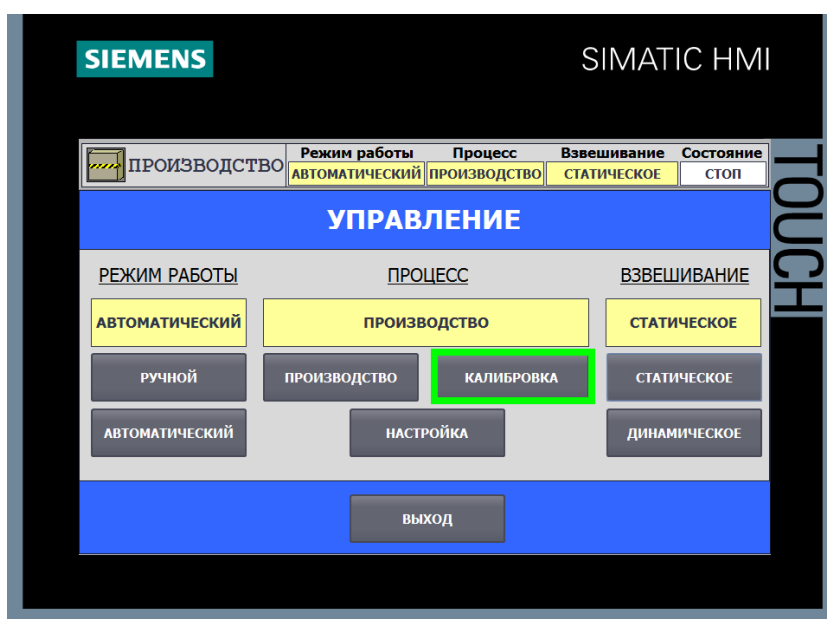 SIEMENS
SIMATIC HMI
TOUCH
ПРОИЗВОДСТВО
Режим работы Процесс Взвешивание Состояние
АВТОМАТИЧЕСКИЙ ПРОИЗВОДСТВО СТАТИЧЕСКОЕ СТОП
УПРАВЛЕНИЕ
РЕЖИМ РАБОТЫ ПРОЦЕСС ВЗВЕШИВАНИЕ
АВТОМАТИЧЕСКИЙ ПРОИЗВОДСТВО СТАТИЧЕСКОЕ
РУЧНОЙ ПРОИЗВОДСТВО КАЛИБРОВКА СТАТИЧЕСКОЕ
АВТОМАТИЧЕСКИЙ НАСТРОЙКА ДИНАМИЧЕСКОЕ
ВЫХОД